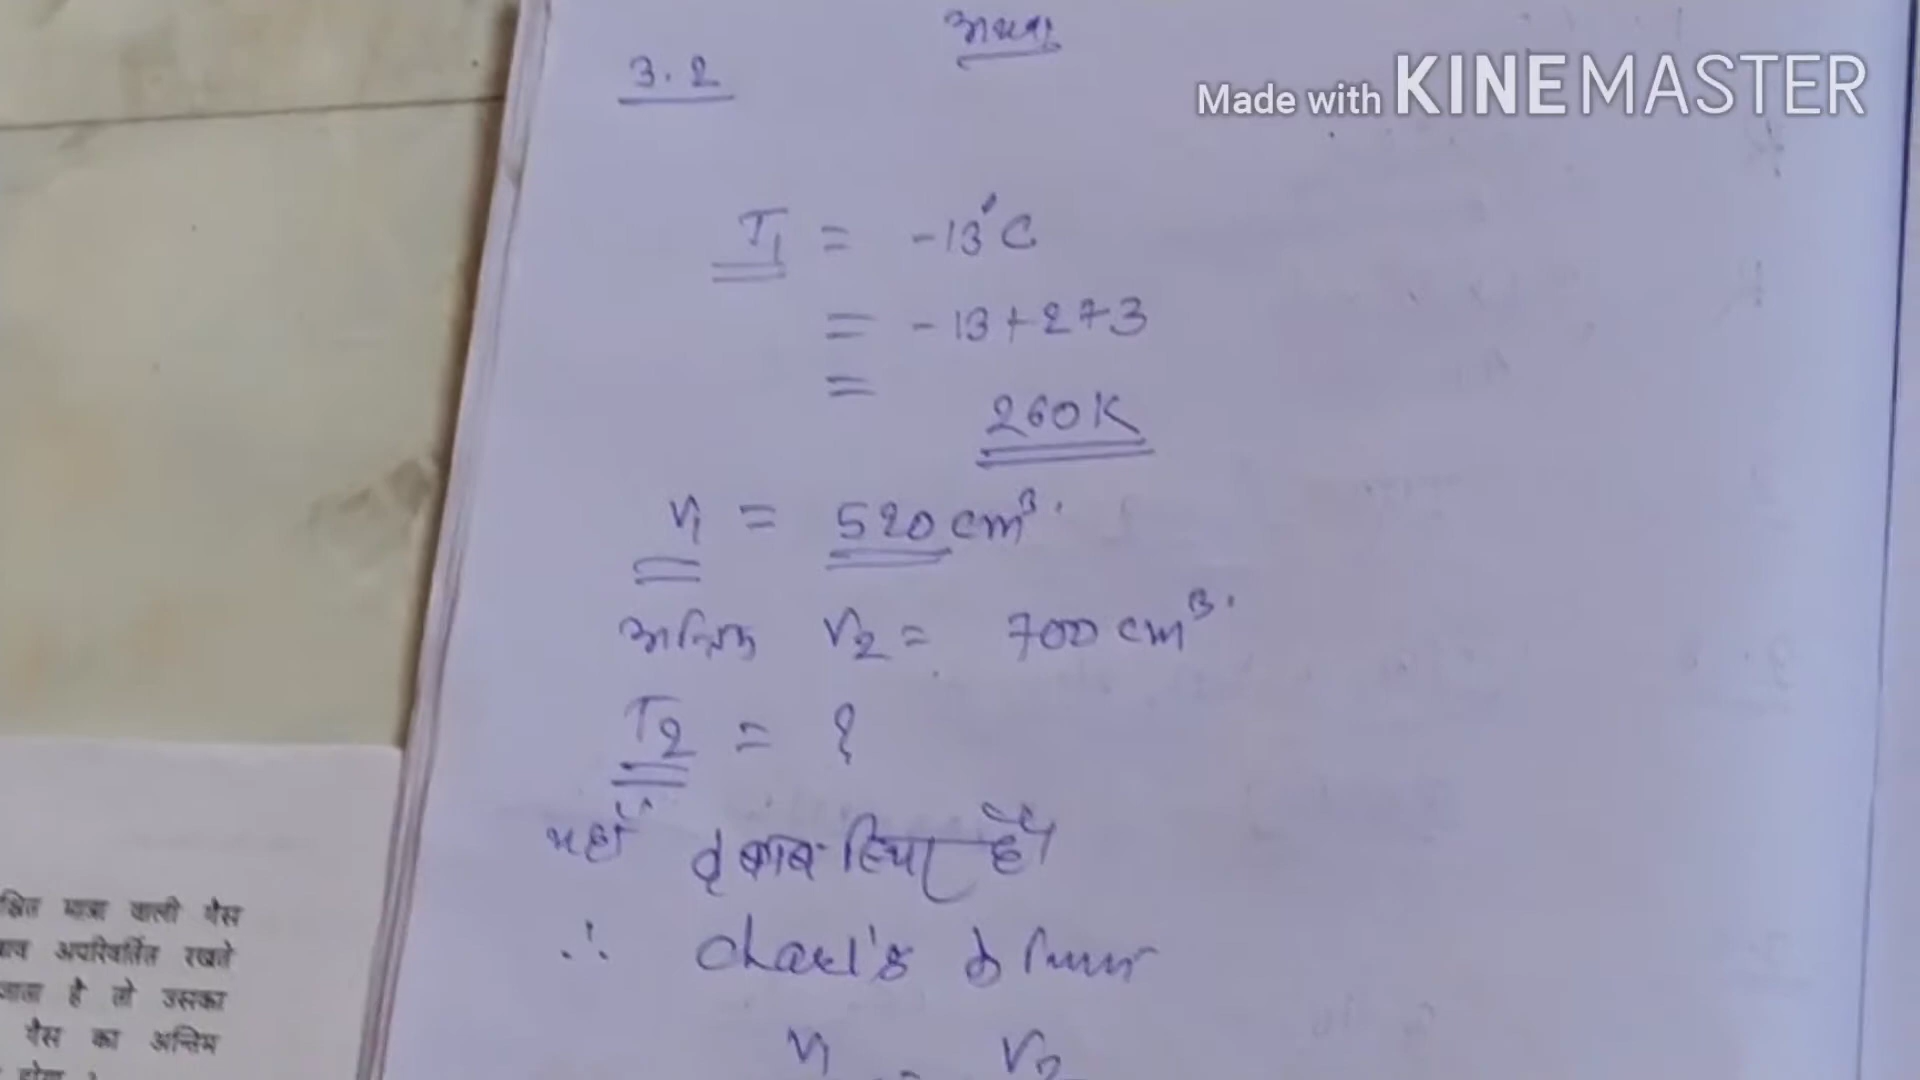 अथवा
3.2
Made with KINEMASTER
T₁ = -13°C
= -13+273
=
260K
V₁ = 520 cm³.
अन्तिम V₂ = 700 cm³.
T₂ = ?
यहाँ दाब स्थिर है।
∴ Charl's के नियम
V₁ = V₂
मात्रा वाली गैस
अपरिवर्तित रखते
जाता है तो उसका
गैस का अन्तिम
होगा ?